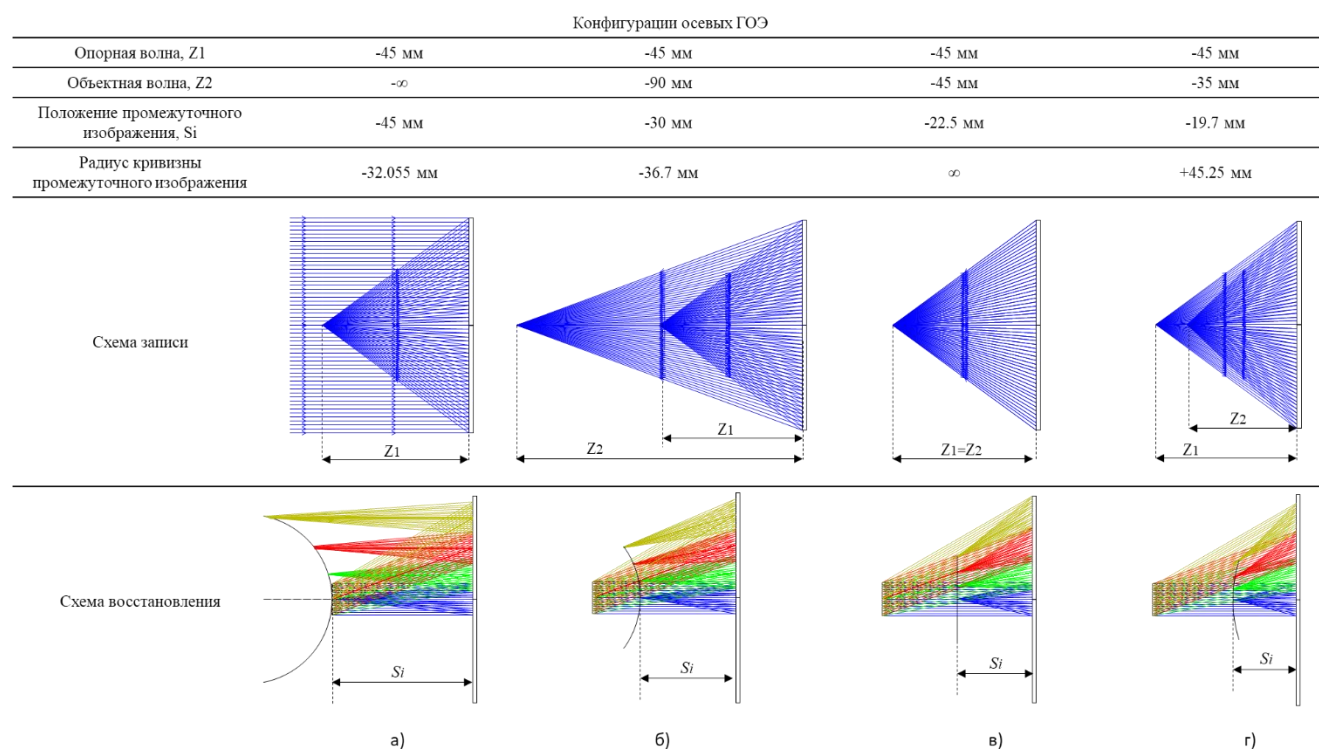 Конфигурации осевых ГОЭ
Опорная волна, Z1 -45 мм -45 мм -45 мм -45 мм
Объектная волна, Z2 -∞ -90 мм -45 мм -35 мм
Положение промежуточного
изображения, Si -45 мм -30 мм -22.5 мм -19.7 мм
Радиус кривизны
промежуточного изображения -32.055 мм -36.7 мм ∞ +45.25 мм
Схема записи
Z1 Z2 Z1 Z1=Z2 Z2 Z1
Схема восстановления
Si Si Si Si
а) б) в) г)